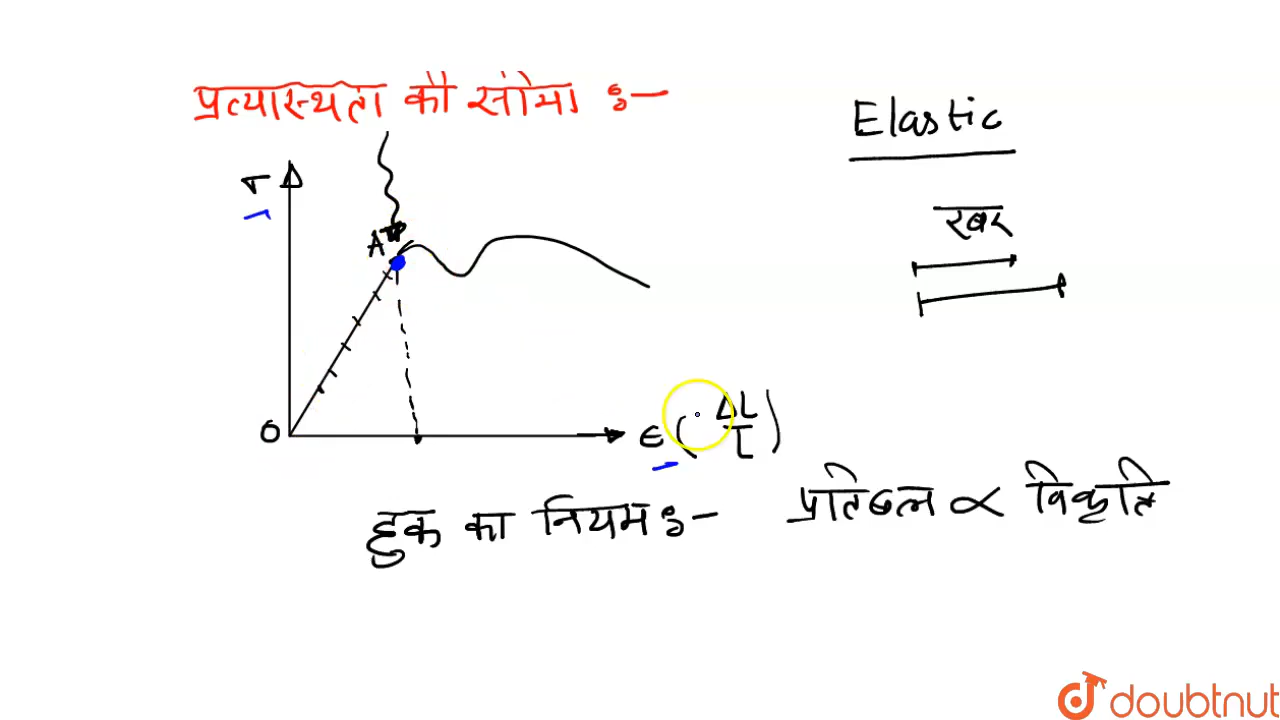 प्रत्यास्थता की सीमा :-
Elastic
रबर
σ
A
O
ϵ ( ΔL / L )
हुक का नियम :- प्रतिबल ∝ विकृति
doubtnut